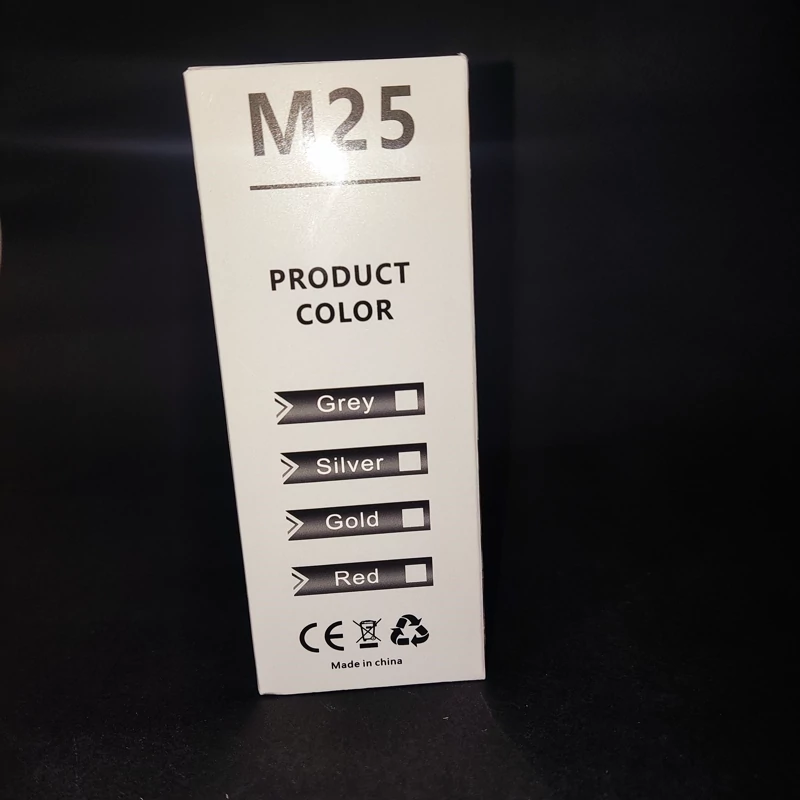 M25
PRODUCT
COLOR
Grey
Silver
Gold
Red
CE
Made in china